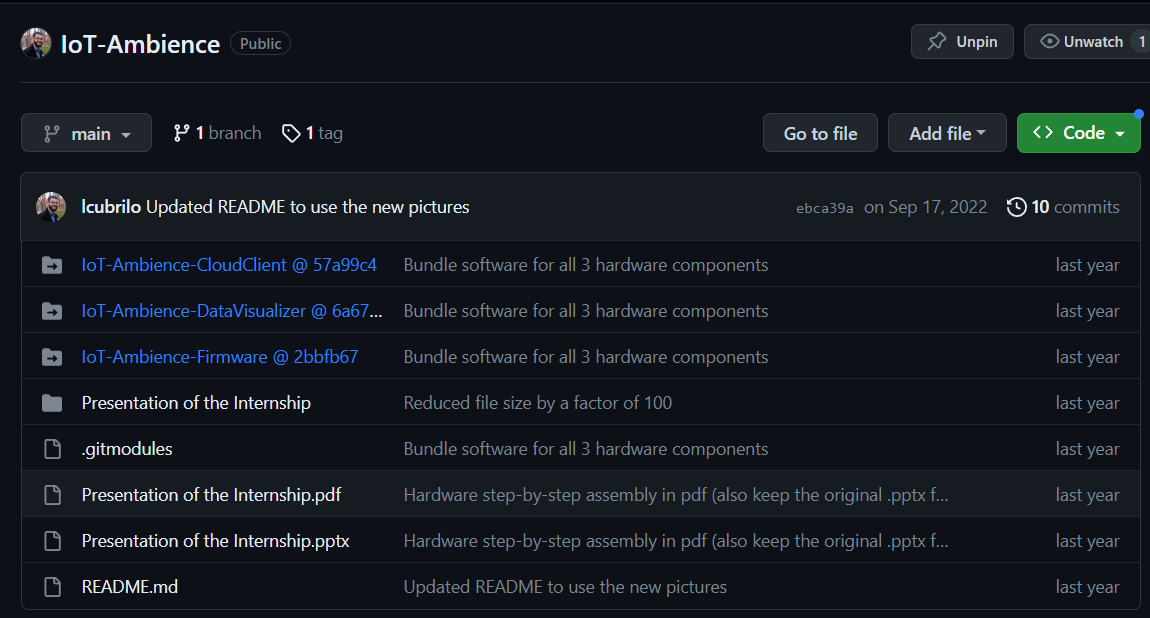 IoT-Ambience Public Unpin Unwatch 1
main 1 branch 1 tag Go to file Add file <> Code
lcubrilo Updated README to use the new pictures ebca39a on Sep 17, 2022 10 commits
IoT-Ambience-CloudClient @ 57a99c4 Bundle software for all 3 hardware components last year
IoT-Ambience-DataVisualizer @ 6a67... Bundle software for all 3 hardware components last year
IoT-Ambience-Firmware @ 2bbfb67 Bundle software for all 3 hardware components last year
Presentation of the Internship Reduced file size by a factor of 100 last year
.gitmodules Bundle software for all 3 hardware components last year
Presentation of the Internship.pdf Hardware step-by-step assembly in pdf (also keep the original .pptx f... last year
Presentation of the Internship.pptx Hardware step-by-step assembly in pdf (also keep the original .pptx f... last year
README.md Updated README to use the new pictures last year